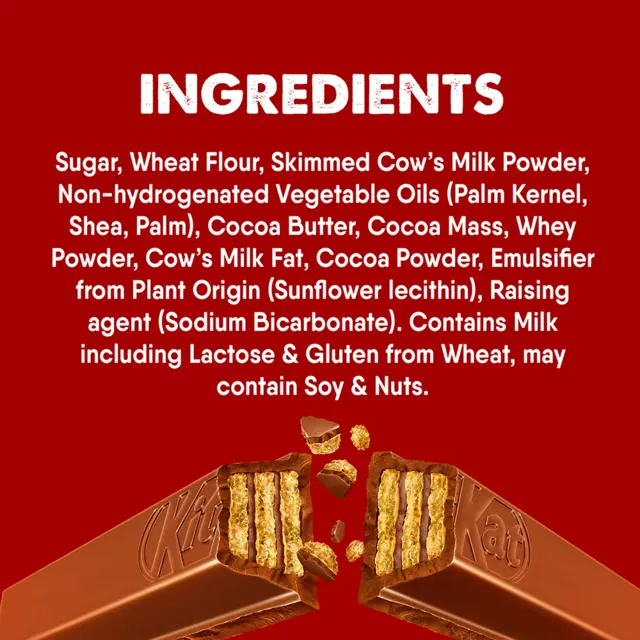 INGREDIENTS
Sugar, Wheat Flour, Skimmed Cow's Milk Powder,
Non-hydrogenated Vegetable Oils (Palm Kernel,
Shea, Palm), Cocoa Butter, Cocoa Mass, Whey
Powder, Cow's Milk Fat, Cocoa Powder, Emulsifier
from Plant Origin (Sunflower lecithin), Raising
agent (Sodium Bicarbonate). Contains Milk
including Lactose & Gluten from Wheat, may
contain Soy & Nuts.
Kit Kat